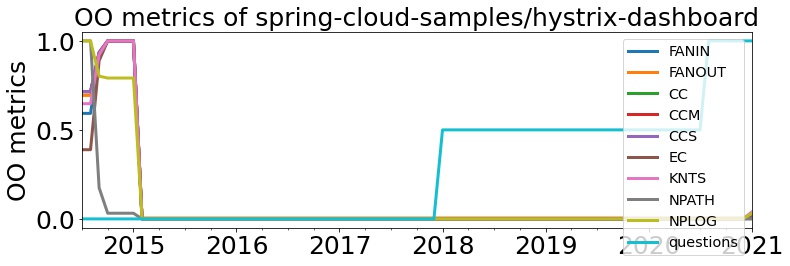 OO metrics of spring-cloud-samples/hystrix-dashboard
OO metrics
1.0
0.5
0.0
FANIN
FANOUT
CC
CCM
CCS
EC
KNTS
NPATH
NPLOG
questions
2015
2016
2017
2018
2019
2020
2021